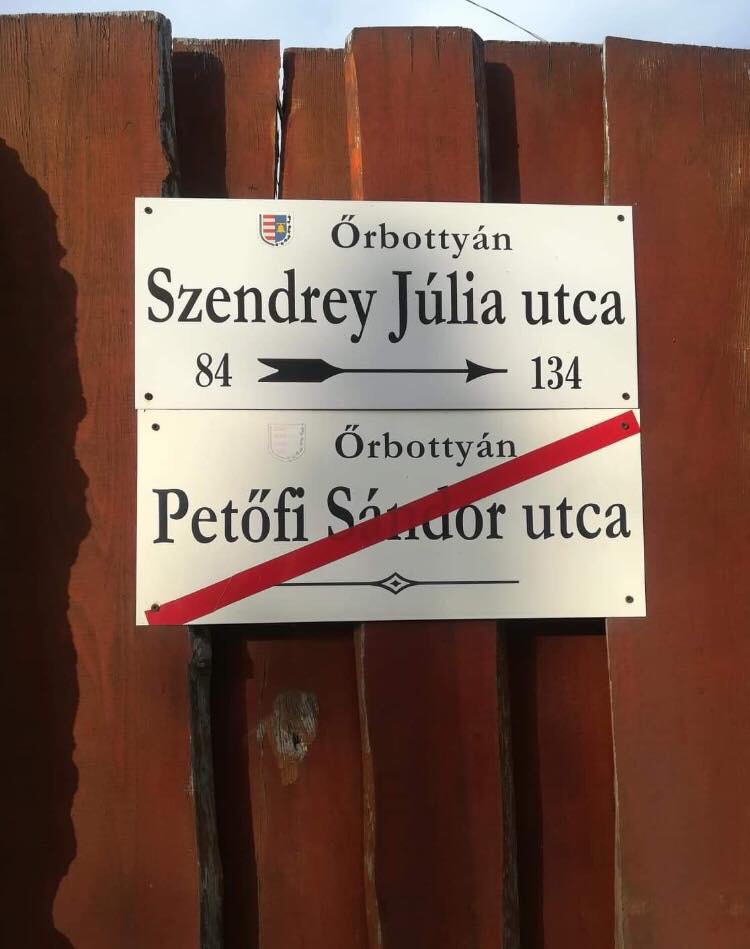 Őrbottyán
Szendrey Júlia utca
84 134
Őrbottyán
Petőfi Sándor utca